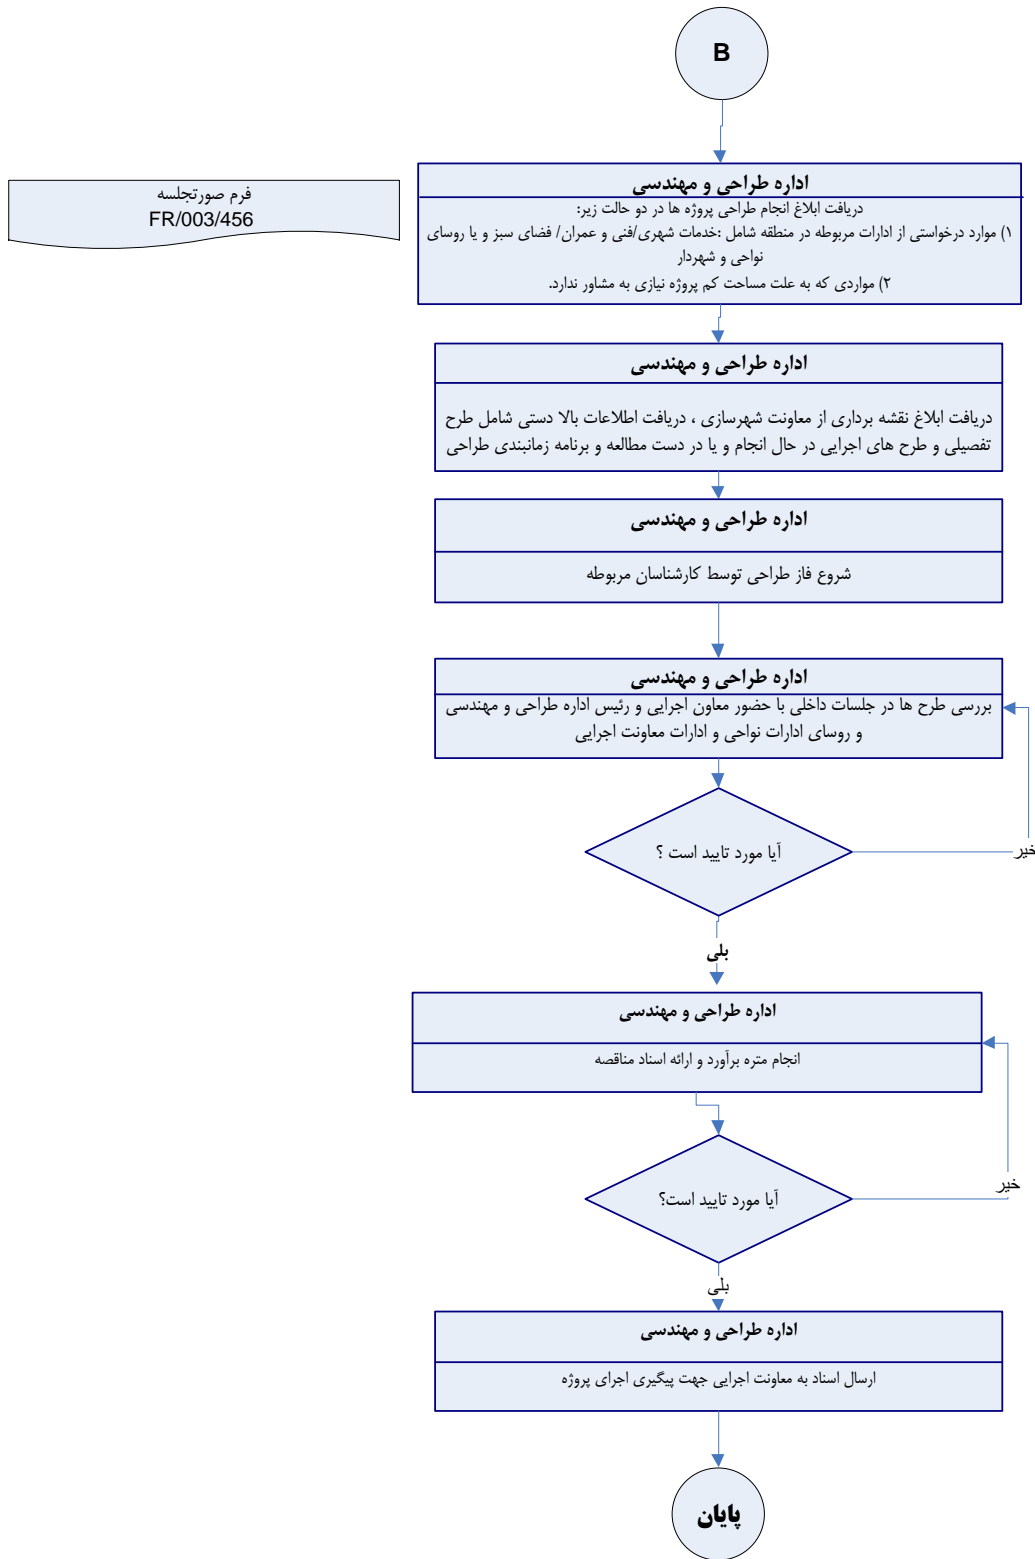 B
فرم صورتجلسه
FR/003/456
اداره طراحی و مهندسی
دریافت ابلاغ انجام طراحی پروژه ها در دو حالت زیر:
۱) موارد درخواستی از ادارات مربوطه در منطقه شامل :خدمات شهری/فنی و عمران/ فضای سبز و یا روسای
نواحی و شهردار
۲) مواردی که به علت مساحت کم پروژه نیازی به مشاور ندارد.
اداره طراحی و مهندسی
دریافت ابلاغ نقشه برداری از معاونت شهرسازی ، دریافت اطلاعات بالا دستی شامل طرح
تفصیلی و طرح های اجرایی در حال انجام و یا در دست مطالعه و برنامه زمانبندی طراحی
اداره طراحی و مهندسی
شروع فاز طراحی توسط کارشناسان مربوطه
اداره طراحی و مهندسی
بررسی طرح ها در جلسات داخلی با حضور معاون اجرایی و رئیس اداره طراحی و مهندسی
و روسای ادارات نواحی و ادارات معاونت اجرایی
آیا مورد تایید است ؟
خیر
بلی
اداره طراحی و مهندسی
انجام متره برآورد و ارائه اسناد مناقصه
آیا مورد تایید است؟
خیر
بلی
اداره طراحی و مهندسی
ارسال اسناد به معاونت اجرایی جهت پیگیری اجرای پروژه
پایان